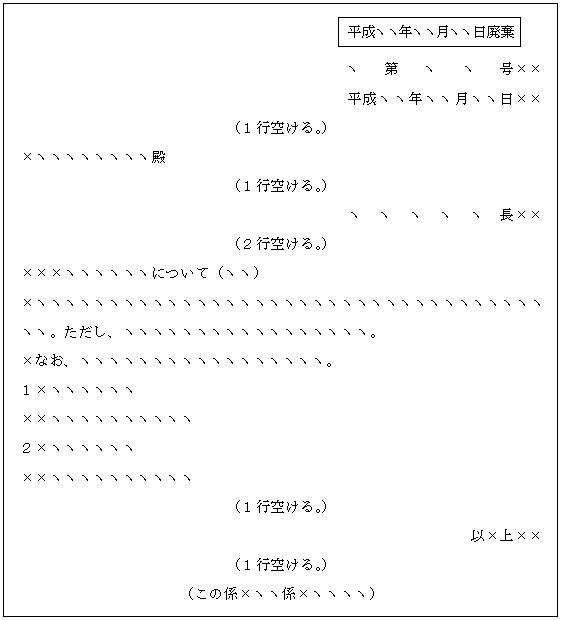 平成ヽヽ年ヽヽ月ヽヽ日廃棄
ヽ　第　ヽ　ヽ　号××
平成ヽヽ年ヽヽ月ヽヽ日××
（１行空ける。）
×ヽヽヽヽヽヽヽヽ殿
（１行空ける。）
ヽ　ヽ　ヽ　ヽ　ヽ　長××
（２行空ける。）
×××ヽヽヽヽヽヽについて（ヽヽ）
×ヽヽヽヽヽヽヽヽヽヽヽヽヽヽヽヽヽヽヽヽヽヽヽヽヽヽヽヽヽヽヽヽヽヽヽ
ヽヽ。ただし、ヽヽヽヽヽヽヽヽヽヽヽヽヽヽヽヽヽ。
×なお、ヽヽヽヽヽヽヽヽヽヽヽヽヽヽヽヽヽ。
１×ヽヽヽヽヽヽ
××ヽヽヽヽヽヽヽヽヽヽ
２×ヽヽヽヽヽヽ
××ヽヽヽヽヽヽヽヽヽヽ
（１行空ける。）
以×上××
（１行空ける。）
（この係×ヽヽ係×ヽヽヽヽ）